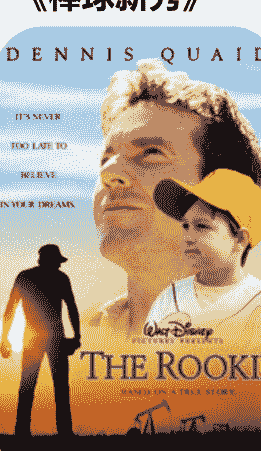 《棒球新秀》
DENNIS QUAID
IT'S NEVER
TOO LATE TO
BELIEVE
IN YOUR DREAMS.
Walt Disney
PICTURES PRESENTS
THE ROOKI
BASED ON A TRUE STORY